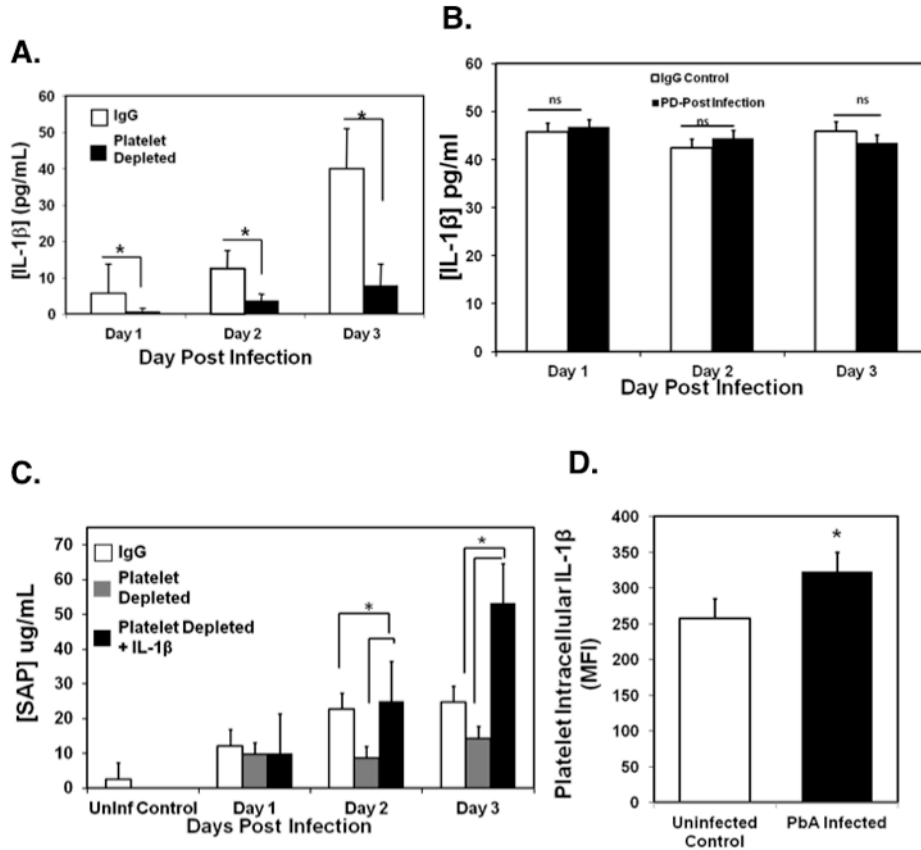 A.
60
50
40
30
20
10
0
[IL-1β] (pg/mL)
IgG
Platelet
Depleted
*
*
*
Day 1
Day 2
Day 3
Day Post Infection
B.
60
50
40
30
20
10
0
[IL-1β] pg/ml
IgG Control
PD-Post Infection
ns
ns
ns
Day 1
Day 2
Day 3
Day Post Infection
C.
70
60
50
40
30
20
10
0
[SAP] ug/mL
IgG
Platelet
Depleted
Platelet Depleted
+ IL-1β
*
*
UnInf Control
Day 1
Day 2
Day 3
Days Post Infection
D.
400
350
300
250
200
150
100
50
0
Platelet Intracellular IL-1β
(MFI)
*
Uninfected
Control
PbA Infected